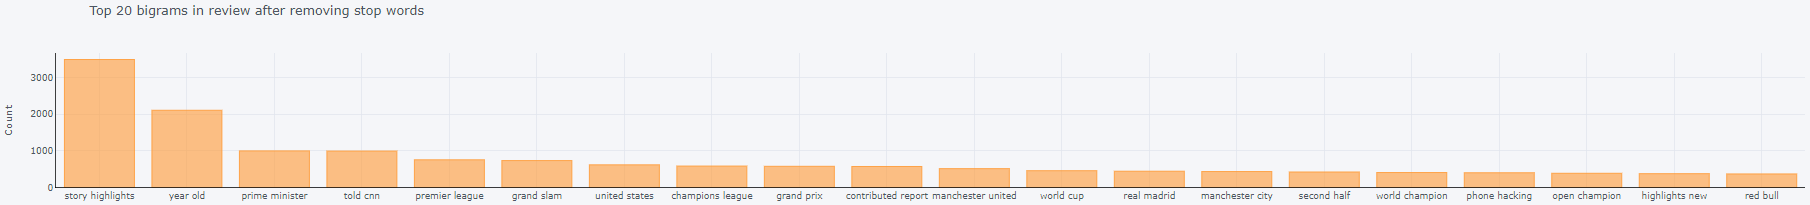 Top 20 bigrams in review after removing stop words
Count
3000
2000
1000
0
story highlights year old prime minister told cnn premier league grand slam united states champions league grand prix contributed report manchester united world cup real madrid manchester city second half world champion phone hacking open champion highlights new red bull